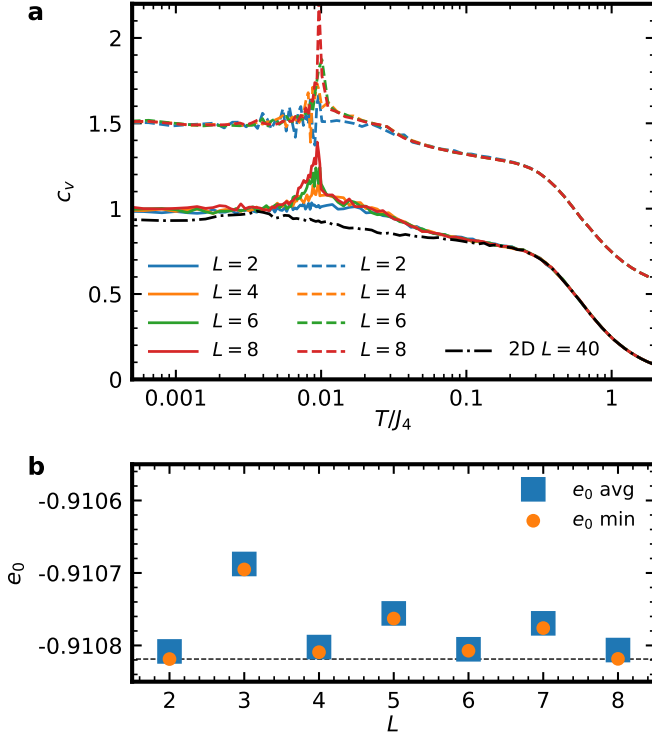 a
2
1.5
1
0.5
0
c_v
L = 2 L = 2
L = 4 L = 4
L = 6 L = 6
L = 8 L = 8 2D L = 40
0.001 0.01 0.1 1
T/J_4
b
-0.9106
-0.9107
-0.9108
e_0
e_0 avg
e_0 min
2 3 4 5 6 7 8
L